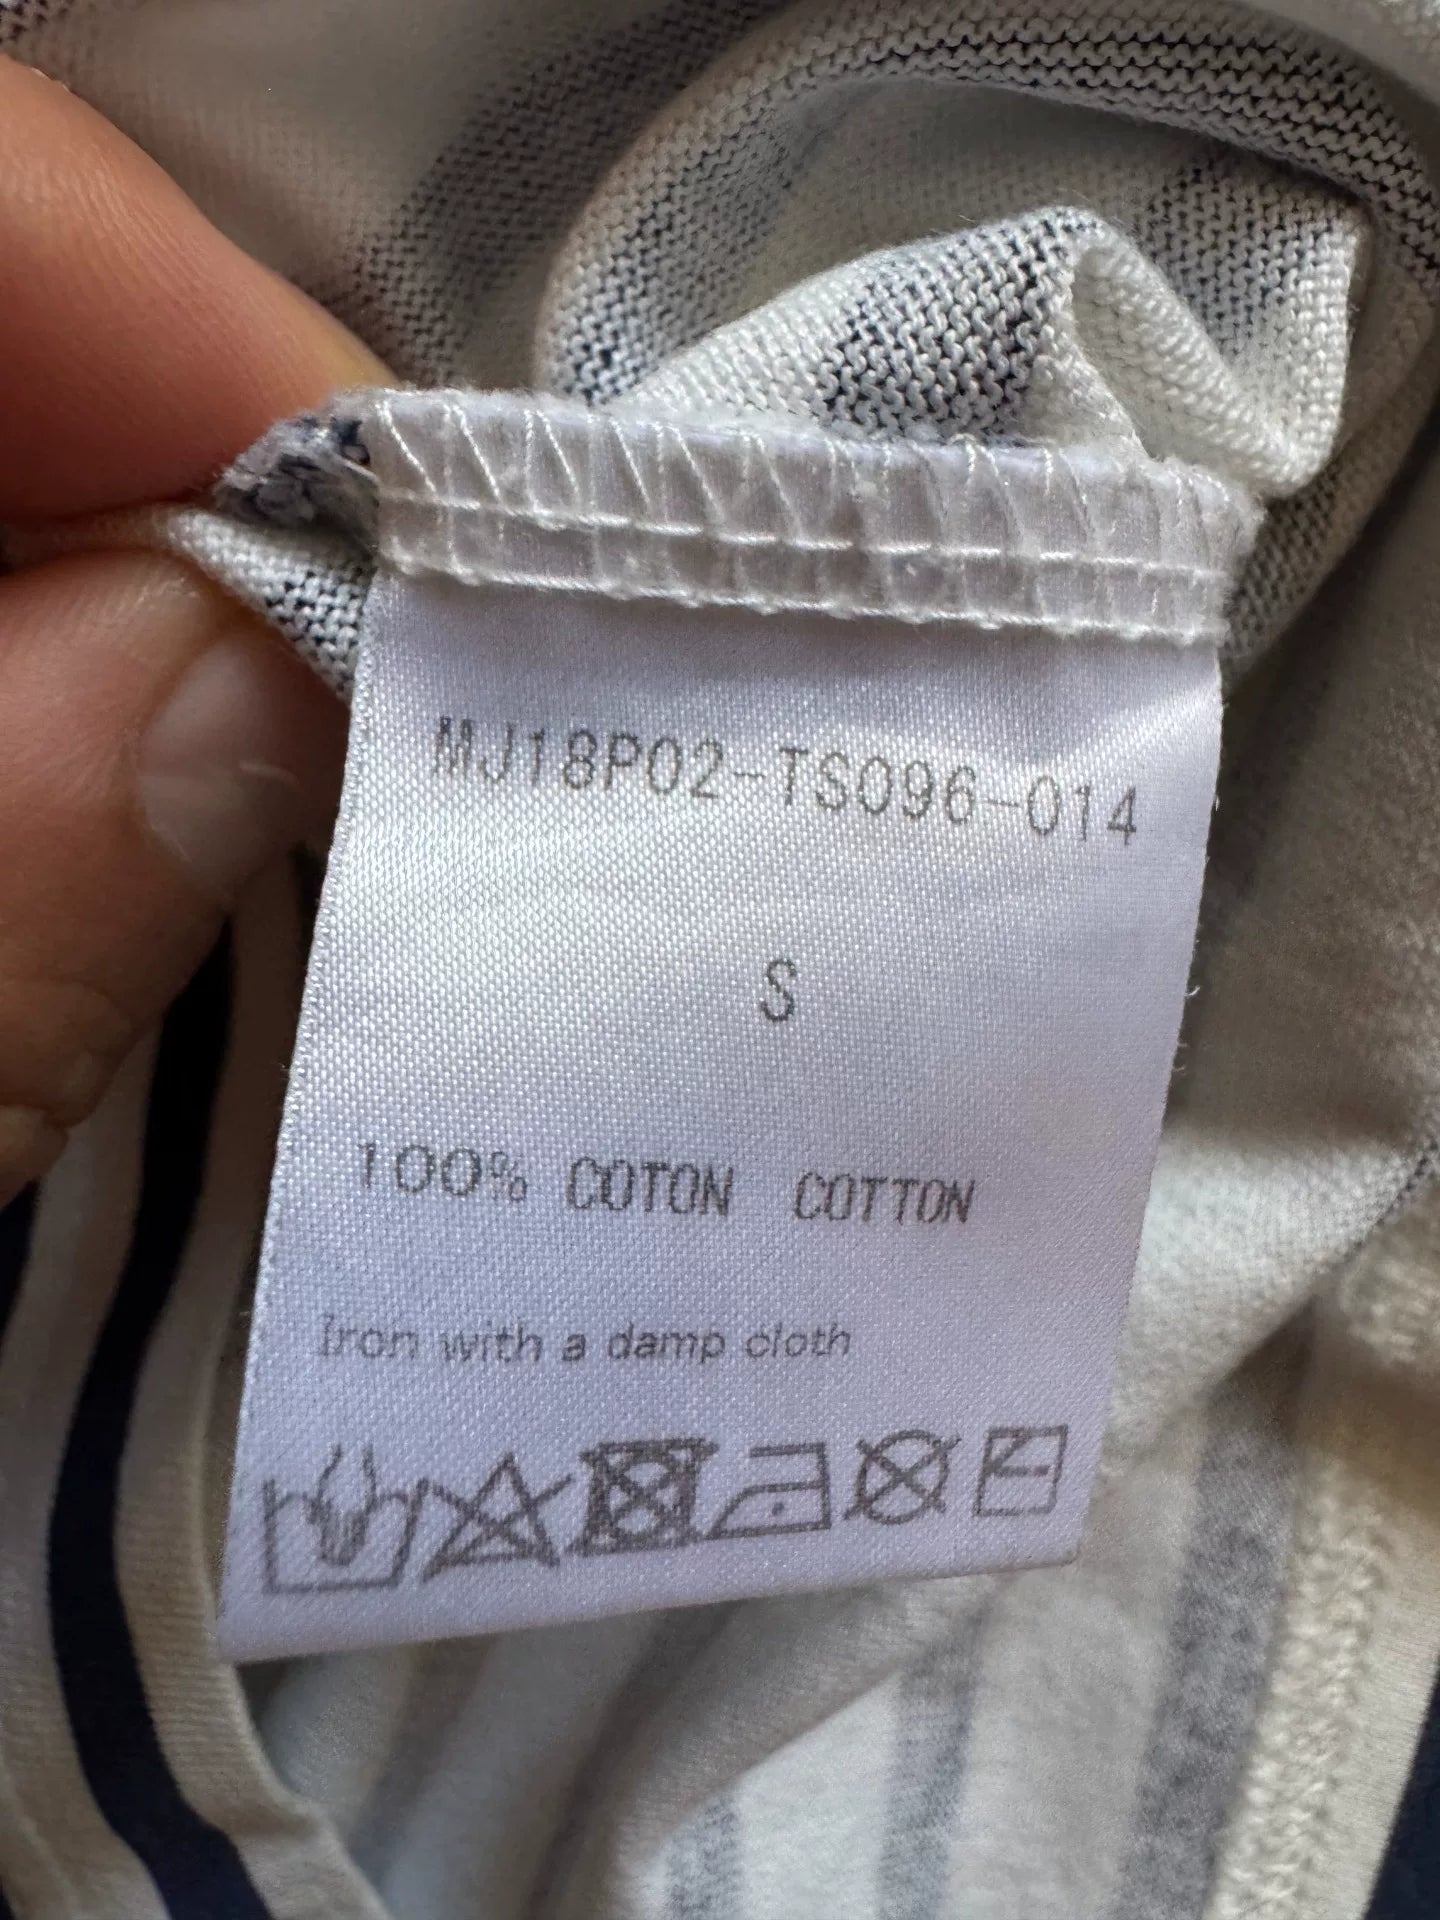 MJ18P02-TS096-014
S
100% COTON COTTON
Iron with a damp cloth